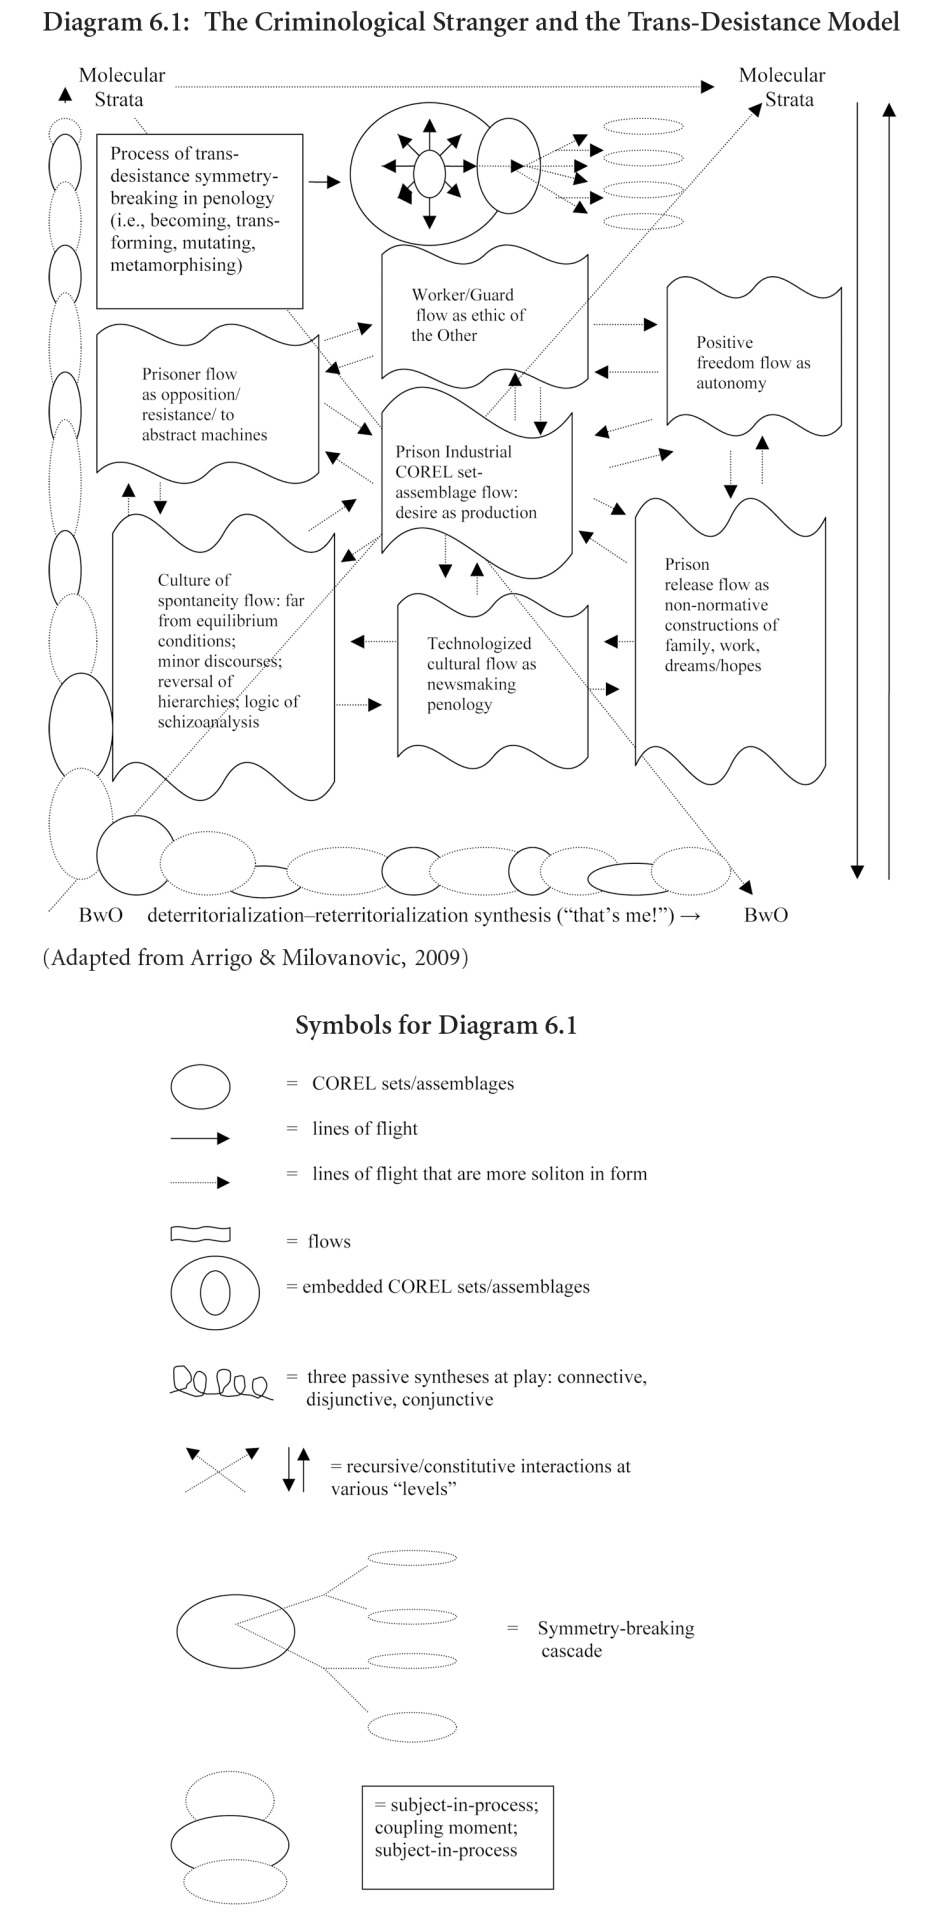 Diagram 6.1: The Criminological Stranger and the Trans-Desistance Model
Molecular
Strata
Molecular
Strata
Process of trans-
desistance symmetry-
breaking in penology
(i.e., becoming, trans-
forming, mutating,
metamorphising)
Worker/Guard
flow as ethic of
the Other
Positive
freedom flow as
autonomy
Prisoner flow
as opposition/
resistance/ to
abstract machines
Prison Industrial
COREL set-
assemblage flow:
desire as production
Culture of
spontaneity flow: far
from equilibrium
conditions;
minor discourses;
reversal of
hierarchies; logic of
schizoanalysis
Technologized
cultural flow as
newsmaking
penology
Prison
release flow as
non-normative
constructions of
family, work,
dreams/hopes
BwO deterritorialization–reterritorialization synthesis (“that’s me!”) → BwO
(Adapted from Arrigo & Milovanovic, 2009)
Symbols for Diagram 6.1
= COREL sets/assemblages
= lines of flight
= lines of flight that are more soliton in form
= flows
= embedded COREL sets/assemblages
= three passive syntheses at play: connective,
disjunctive, conjunctive
= recursive/constitutive interactions at
various “levels”
= Symmetry-breaking
cascade
= subject-in-process;
coupling moment;
subject-in-process